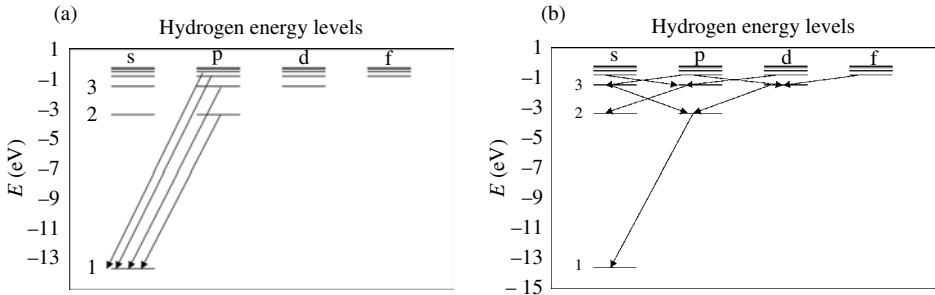 (a)
Hydrogen energy levels
E (eV)
1
–1
–3
–5
–7
–9
–11
–13
s p d f
3
2
1
(b)
Hydrogen energy levels
E (eV)
1
–1
–3
–5
–7
–9
–11
–13
– 15
s p d f
3
2
1